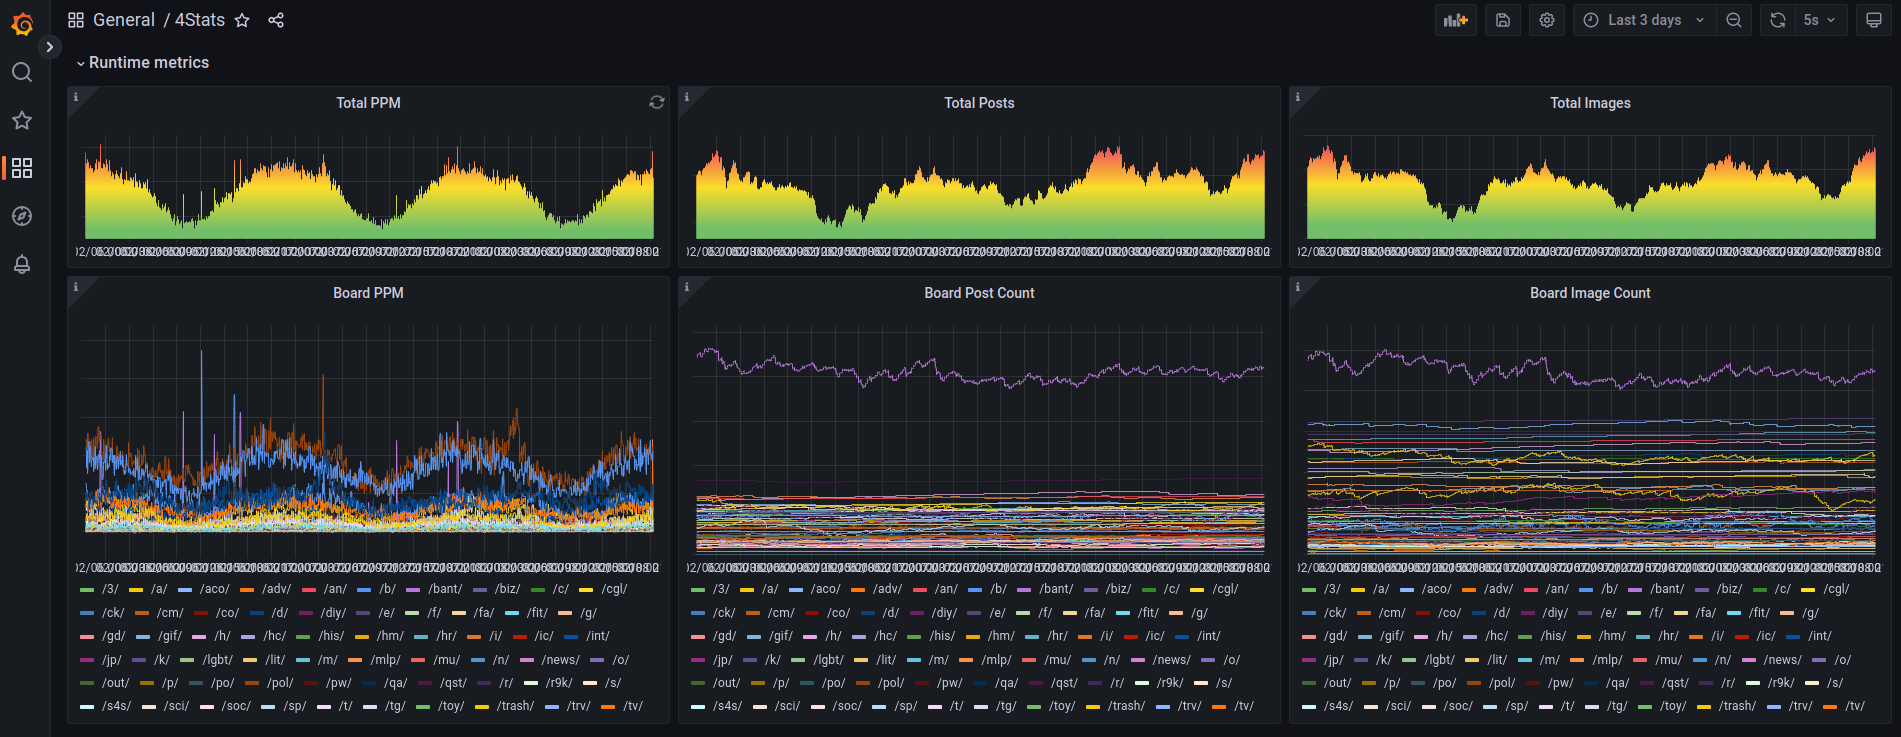 General / 4Stats
Last 3 days
5s
Runtime metrics
Total PPM
Total Posts
Total Images
Board PPM
Board Post Count
Board Image Count
/3/ /a/ /aco/ /adv/ /an/ /b/ /bant/ /biz/ /c/ /cgl/
/ck/ /cm/ /co/ /d/ /diy/ /e/ /f/ /fa/ /fit/ /g/
/gd/ /gif/ /h/ /hc/ /his/ /hm/ /hr/ /i/ /ic/ /int/
/jp/ /k/ /lgbt/ /lit/ /m/ /mlp/ /mu/ /n/ /news/ /o/
/out/ /p/ /po/ /pol/ /pw/ /qa/ /qst/ /r/ /r9k/ /s/
/s4s/ /sci/ /soc/ /sp/ /t/ /tg/ /toy/ /trash/ /trv/ /tv/
/3/ /a/ /aco/ /adv/ /an/ /b/ /bant/ /biz/ /c/ /cgl/
/ck/ /cm/ /co/ /d/ /diy/ /e/ /f/ /fa/ /fit/ /g/
/gd/ /gif/ /h/ /hc/ /his/ /hm/ /hr/ /i/ /ic/ /int/
/jp/ /k/ /lgbt/ /lit/ /m/ /mlp/ /mu/ /n/ /news/ /o/
/out/ /p/ /po/ /pol/ /pw/ /qa/ /qst/ /r/ /r9k/ /s/
/s4s/ /sci/ /soc/ /sp/ /t/ /tg/ /toy/ /trash/ /trv/ /tv/
/3/ /a/ /aco/ /adv/ /an/ /b/ /bant/ /biz/ /c/ /cgl/
/ck/ /cm/ /co/ /d/ /diy/ /e/ /f/ /fa/ /fit/ /g/
/gd/ /gif/ /h/ /hc/ /his/ /hm/ /hr/ /i/ /ic/ /int/
/jp/ /k/ /lgbt/ /lit/ /m/ /mlp/ /mu/ /n/ /news/ /o/
/out/ /p/ /po/ /pol/ /pw/ /qa/ /qst/ /r/ /r9k/ /s/
/s4s/ /sci/ /soc/ /sp/ /t/ /tg/ /toy/ /trash/ /trv/ /tv/